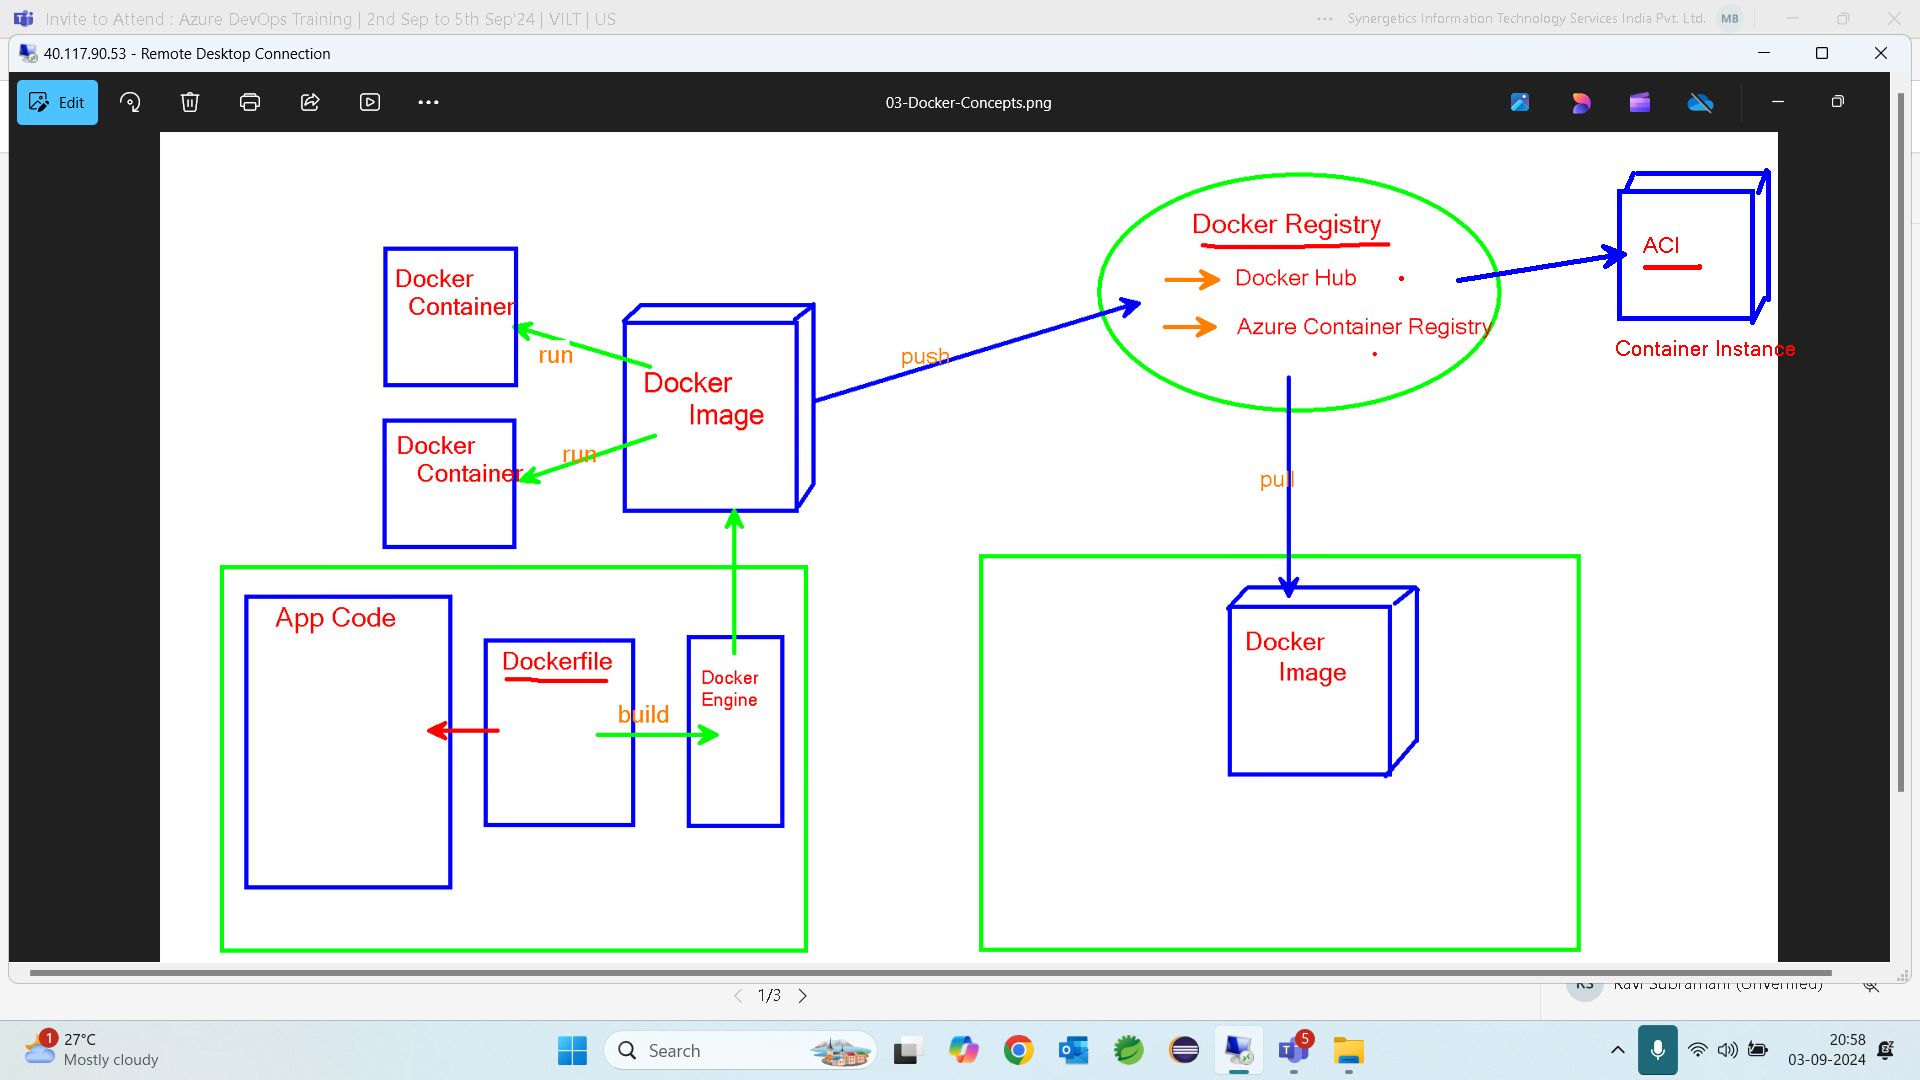 Invite to Attend : Azure DevOps Training | 2nd Sep to 5th Sep'24 | VILT | US
Synergetics Information Technology Services India Pvt. Ltd.
MB
40.117.90.53 - Remote Desktop Connection
Edit
03-Docker-Concepts.png
Docker Registry
Docker Hub
Azure Container Registry
ACI
Container Instance
Docker
Container
run
Docker
Image
push
Docker
Container
run
pull
App Code
Dockerfile
build
Docker
Engine
Docker
Image
1/3
Ravi Subramani (Unverified)
1
27°C
Mostly cloudy
Search
5
20:58
03-09-2024